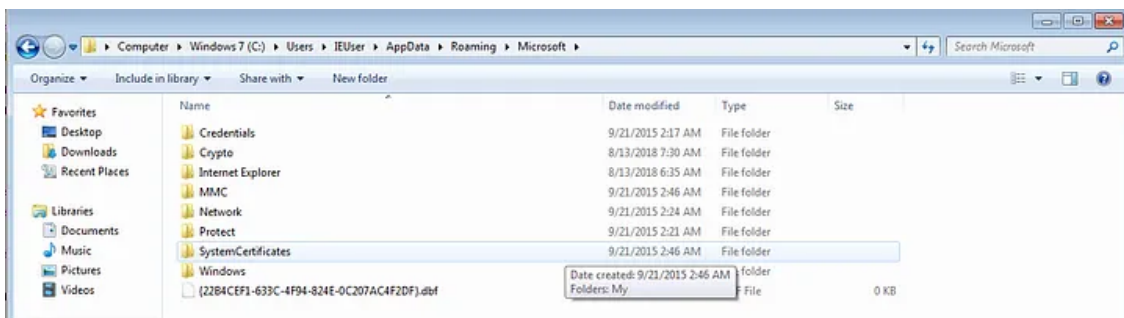 Computer ▸ Windows 7 (C:) ▸ Users ▸ IEUser ▸ AppData ▸ Roaming ▸ Microsoft ▸ Search Microsoft
Organize Include in library Share with New folder
Favorites
Desktop
Downloads
Recent Places
Libraries
Documents
Music
Pictures
Videos
Name Date modified Type Size
Credentials 9/21/2015 2:17 AM File folder
Crypto 8/13/2018 7:30 AM File folder
Internet Explorer 8/13/2018 6:35 AM File folder
MMC 9/21/2015 2:46 AM File folder
Network 9/21/2015 2:24 AM File folder
Protect 9/21/2015 2:21 AM File folder
SystemCertificates 9/21/2015 2:46 AM File folder
Windows folder
{22B4CEF1-633C-4F94-824E-0C207AC4F2DF}.dbf F File 0 KB
Date created: 9/21/2015 2:46 AM
Folders: My